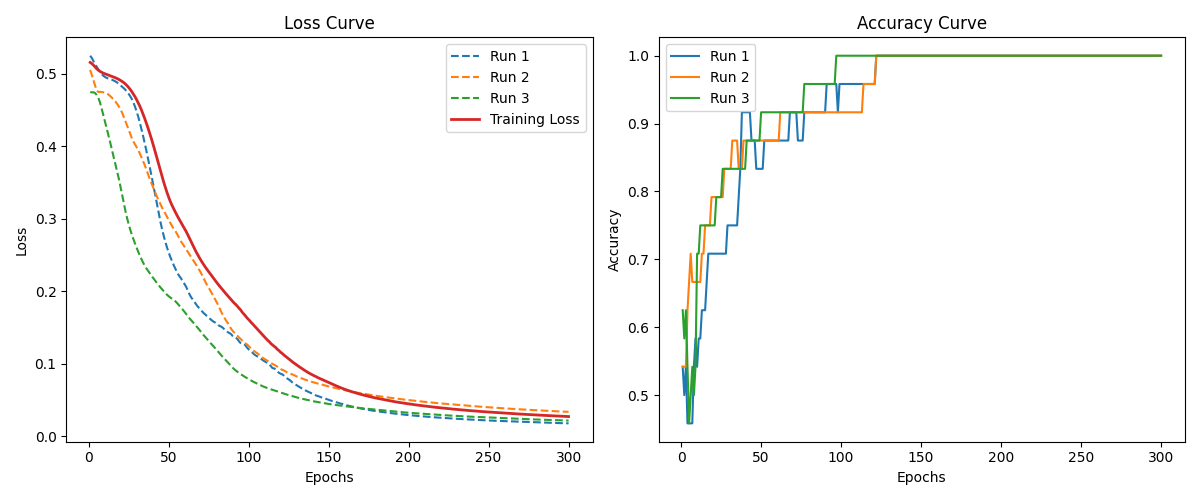 Loss Curve
Loss
0.5
0.4
0.3
0.2
0.1
0.0
Run 1
Run 2
Run 3
Training Loss
0 50 100 150 200 250 300
Epochs
Accuracy Curve
Accuracy
1.0
0.9
0.8
0.7
0.6
0.5
Run 1
Run 2
Run 3
0 50 100 150 200 250 300
Epochs